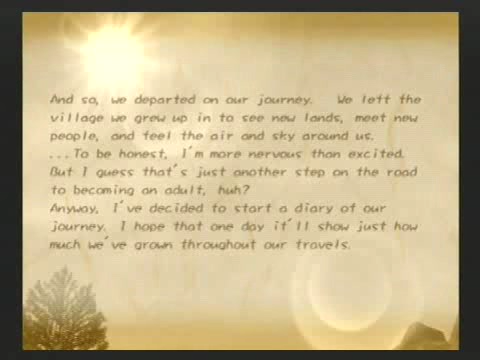 And so, we departed on our journey.  We left the
village we grew up in to see new lands, meet new
people, and feel the air and sky around us.
...To be honest, I'm more nervous than excited.
But I guess that's just another step on the road
to becoming an adult, huh?
Anyway, I've decided to start a diary of our
journey. I hope that one day it'll show just how
much we've grown throughout our travels.